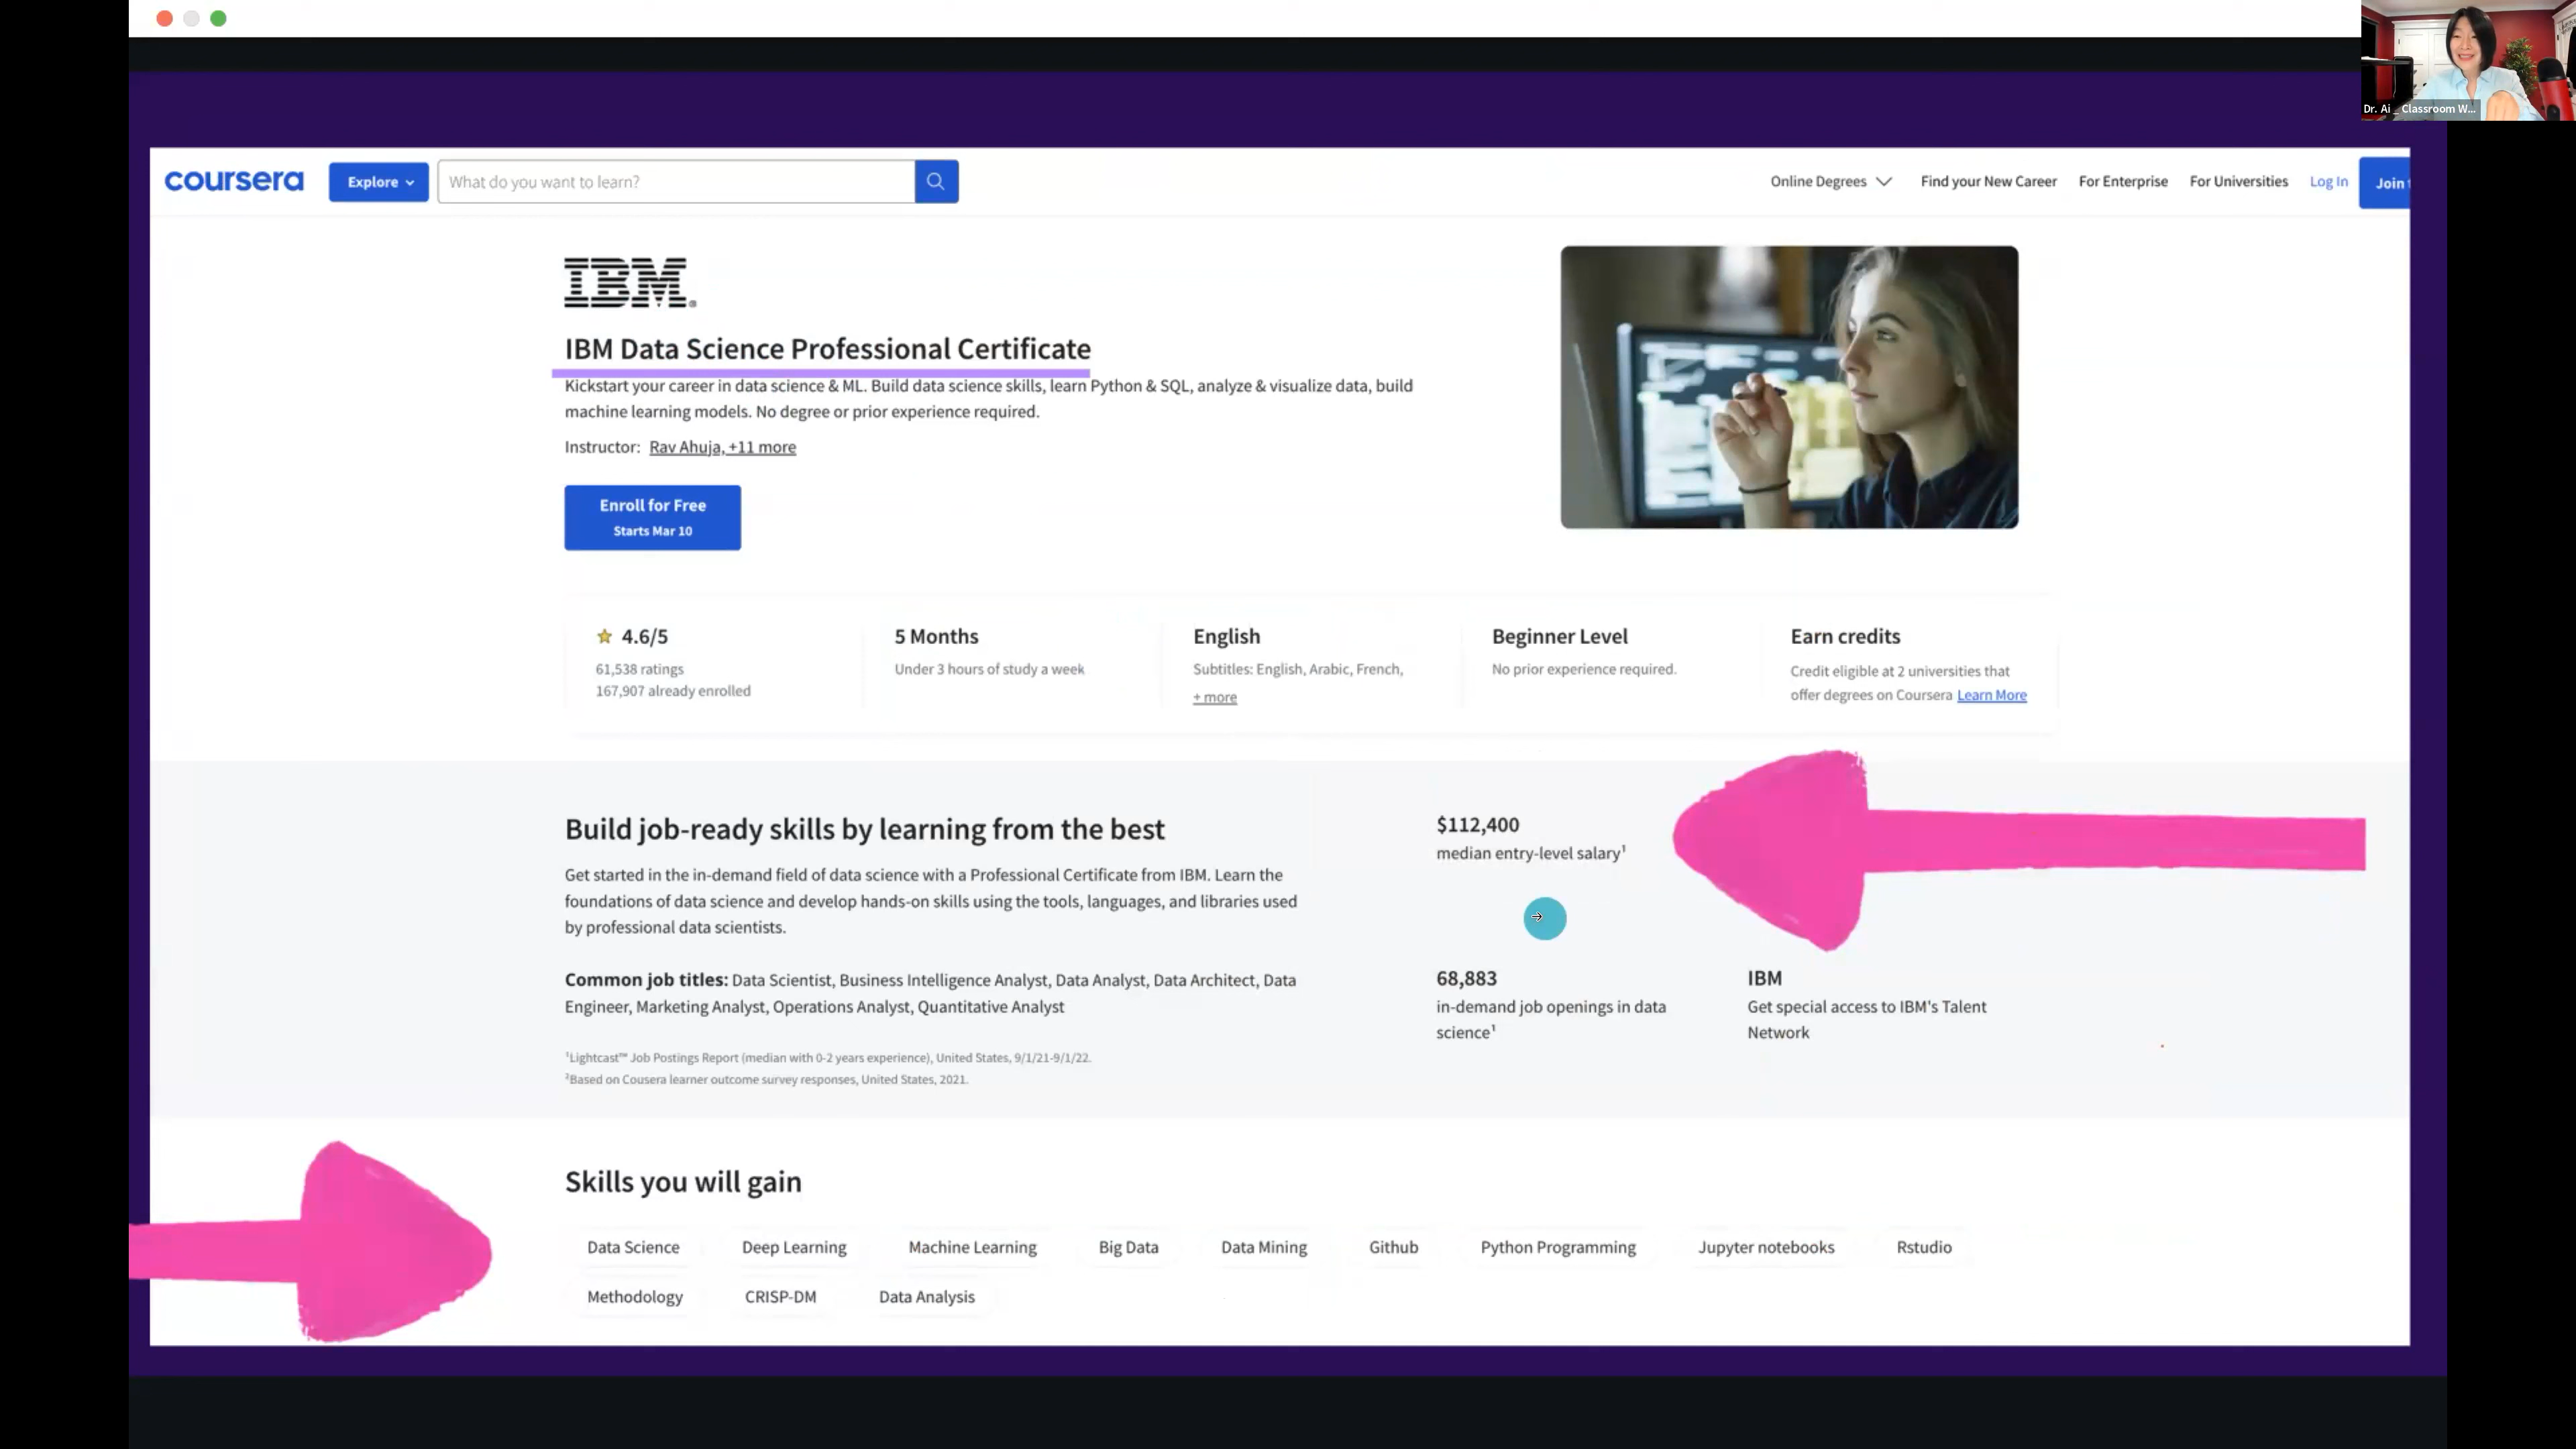 Dr. Ai _ Classroom W...
coursera
Explore
What do you want to learn?
Online Degrees
Find your New Career
For Enterprise
For Universities
Log In
Join
IBM®
IBM Data Science Professional Certificate
Kickstart your career in data science & ML. Build data science skills, learn Python & SQL, analyze & visualize data, build
machine learning models. No degree or prior experience required.
Instructor: Rav Ahuja, +11 more
Enroll for Free
Starts Mar 10
4.6/5
61,538 ratings
167,907 already enrolled
5 Months
Under 3 hours of study a week
English
Subtitles: English, Arabic, French,
+ more
Beginner Level
No prior experience required.
Earn credits
Credit eligible at 2 universities that
offer degrees on Coursera Learn More
Build job-ready skills by learning from the best
Get started in the in-demand field of data science with a Professional Certificate from IBM. Learn the
foundations of data science and develop hands-on skills using the tools, languages, and libraries used
by professional data scientists.
Common job titles: Data Scientist, Business Intelligence Analyst, Data Analyst, Data Architect, Data
Engineer, Marketing Analyst, Operations Analyst, Quantitative Analyst
¹Lightcast™ Job Postings Report (median with 0-2 years experience), United States, 9/1/21-9/1/22.
²Based on Cousera learner outcome survey responses, United States, 2021.
$112,400
median entry-level salary¹
68,883
in-demand job openings in data
science¹
IBM
Get special access to IBM's Talent
Network
Skills you will gain
Data Science
Deep Learning
Machine Learning
Big Data
Data Mining
Github
Python Programming
Jupyter notebooks
Rstudio
Methodology
CRISP-DM
Data Analysis